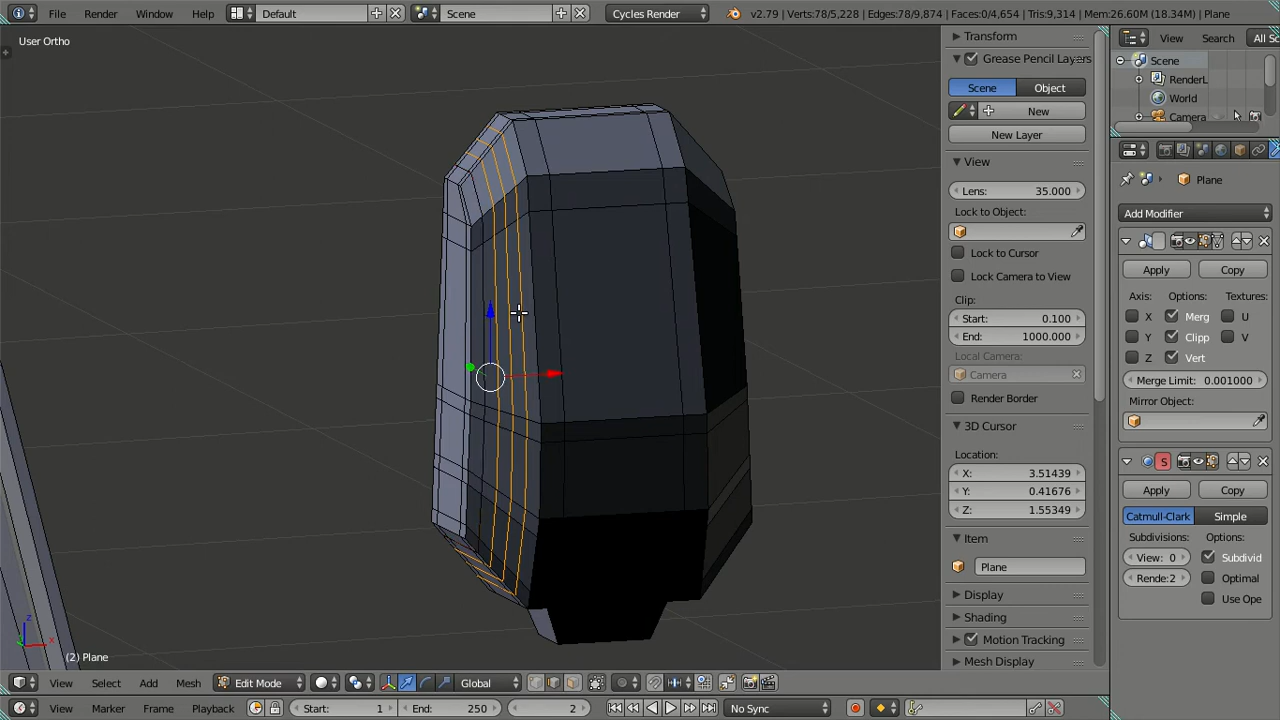 File Render Window Help Default Scene Cycles Render v2.79 | Verts:78/5,228 | Edges:78/9,874 | Faces:0/4,654 | Tris:9,314 | Mem:26.60M (18.34M) | Plane
User Ortho
Transform
Grease Pencil Layers
Scene Object
New
New Layer
View
Lens: 35.000
Lock to Object:
Lock to Cursor
Lock Camera to View
Clip:
Start: 0.100
End: 1000.000
Local Camera:
Camera
Render Border
3D Cursor
Location:
X: 3.51439
Y: 0.41676
Z: 1.55349
Item
Plane
Display
Shading
Motion Tracking
Mesh Display
View Search All Sc
Scene
RenderL
World
Camera
Plane
Add Modifier
Apply Copy
Axis: Options: Textures:
X Merg U
Y Clipp V
Z Vert
Merge Limit: 0.001000
Mirror Object:
S
Apply Copy
Catmull-Clark Simple
Subdivisions: Options:
View: 0 Subdivid
Rende:2 Optimal
Use Ope
z
x
(2) Plane
View Select Add Mesh Edit Mode Global
View Marker Frame Playback Start: 1 End: 250 2 No Sync